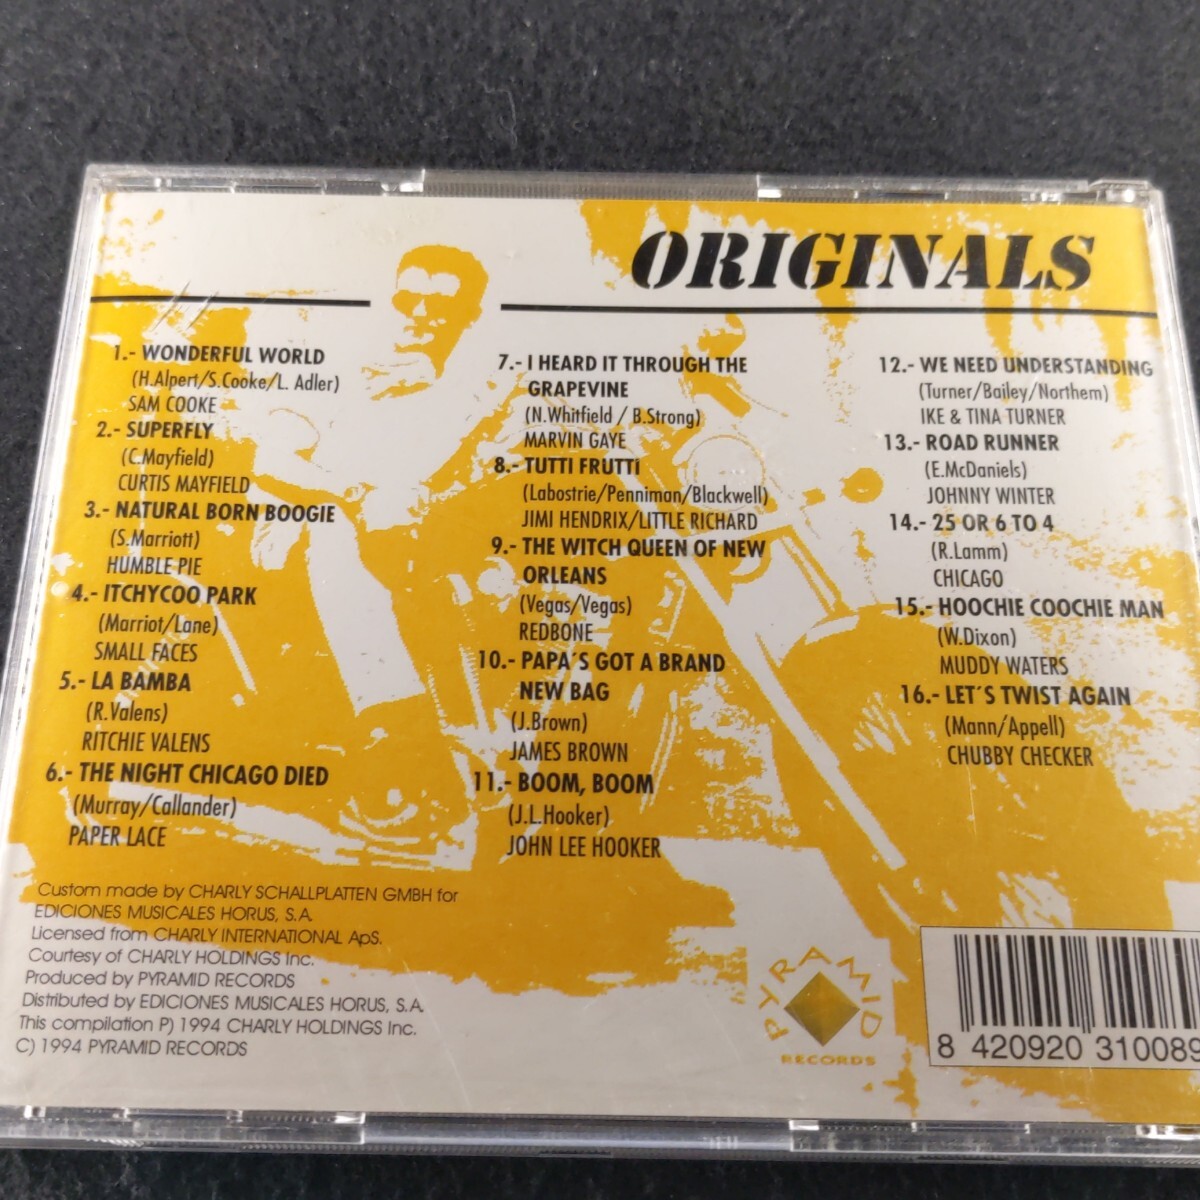 ORIGINALS
1.- WONDERFUL WORLD
(H.Alpert/S.Cooke/L. Adler)
SAM COOKE
2.- SUPERFLY
(C.Mayfield)
CURTIS MAYFIELD
3.- NATURAL BORN BOOGIE
(S.Marriott)
HUMBLE PIE
4.- ITCHYCOO PARK
(Marriot/Lane)
SMALL FACES
5.- LA BAMBA
(R.Valens)
RITCHIE VALENS
6.- THE NIGHT CHICAGO DIED
(Murray/Callander)
PAPER LACE
7.- I HEARD IT THROUGH THE
GRAPEVINE
(N.Whitfield / B.Strong)
MARVIN GAYE
8.- TUTTI FRUTTI
(Labostrie/Penniman/Blackwell)
JIMI HENDRIX/LITTLE RICHARD
9.- THE WITCH QUEEN OF NEW
ORLEANS
(Vegas/Vegas)
REDBONE
10.- PAPA´S GOT A BRAND
NEW BAG
(J.Brown)
JAMES BROWN
11.- BOOM, BOOM
(J.L.Hooker)
JOHN LEE HOOKER
12.- WE NEED UNDERSTANDING
(Turner/Bailey/Northem)
IKE & TINA TURNER
13.- ROAD RUNNER
(E.McDaniels)
JOHNNY WINTER
14.- 25 OR 6 TO 4
(R.Lamm)
CHICAGO
15.- HOOCHIE COOCHIE MAN
(W.Dixon)
MUDDY WATERS
16.- LET´S TWIST AGAIN
(Mann/Appell)
CHUBBY CHECKER
Custom made by CHARLY SCHALLPLATTEN GMBH for
EDICIONES MUSICALES HORUS, S.A.
Licensed from CHARLY INTERNATIONAL ApS.
Courtesy of CHARLY HOLDINGS Inc.
Produced by PYRAMID RECORDS
Distributed by EDICIONES MUSICALES HORUS, S.A.
This compilation P) 1994 CHARLY HOLDINGS Inc.
C) 1994 PYRAMID RECORDS
PYRAMID
RECORDS
8 420920 310089